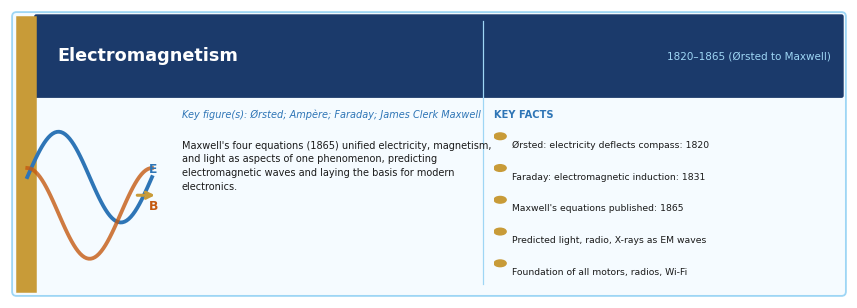 Electromagnetism
1820–1865 (Ørsted to Maxwell)
Key figure(s): Ørsted; Ampère; Faraday; James Clerk Maxwell
Maxwell's four equations (1865) unified electricity, magnetism,
and light as aspects of one phenomenon, predicting
electromagnetic waves and laying the basis for modern
electronics.
E
B
KEY FACTS
Ørsted: electricity deflects compass: 1820
Faraday: electromagnetic induction: 1831
Maxwell's equations published: 1865
Predicted light, radio, X-rays as EM waves
Foundation of all motors, radios, Wi-Fi